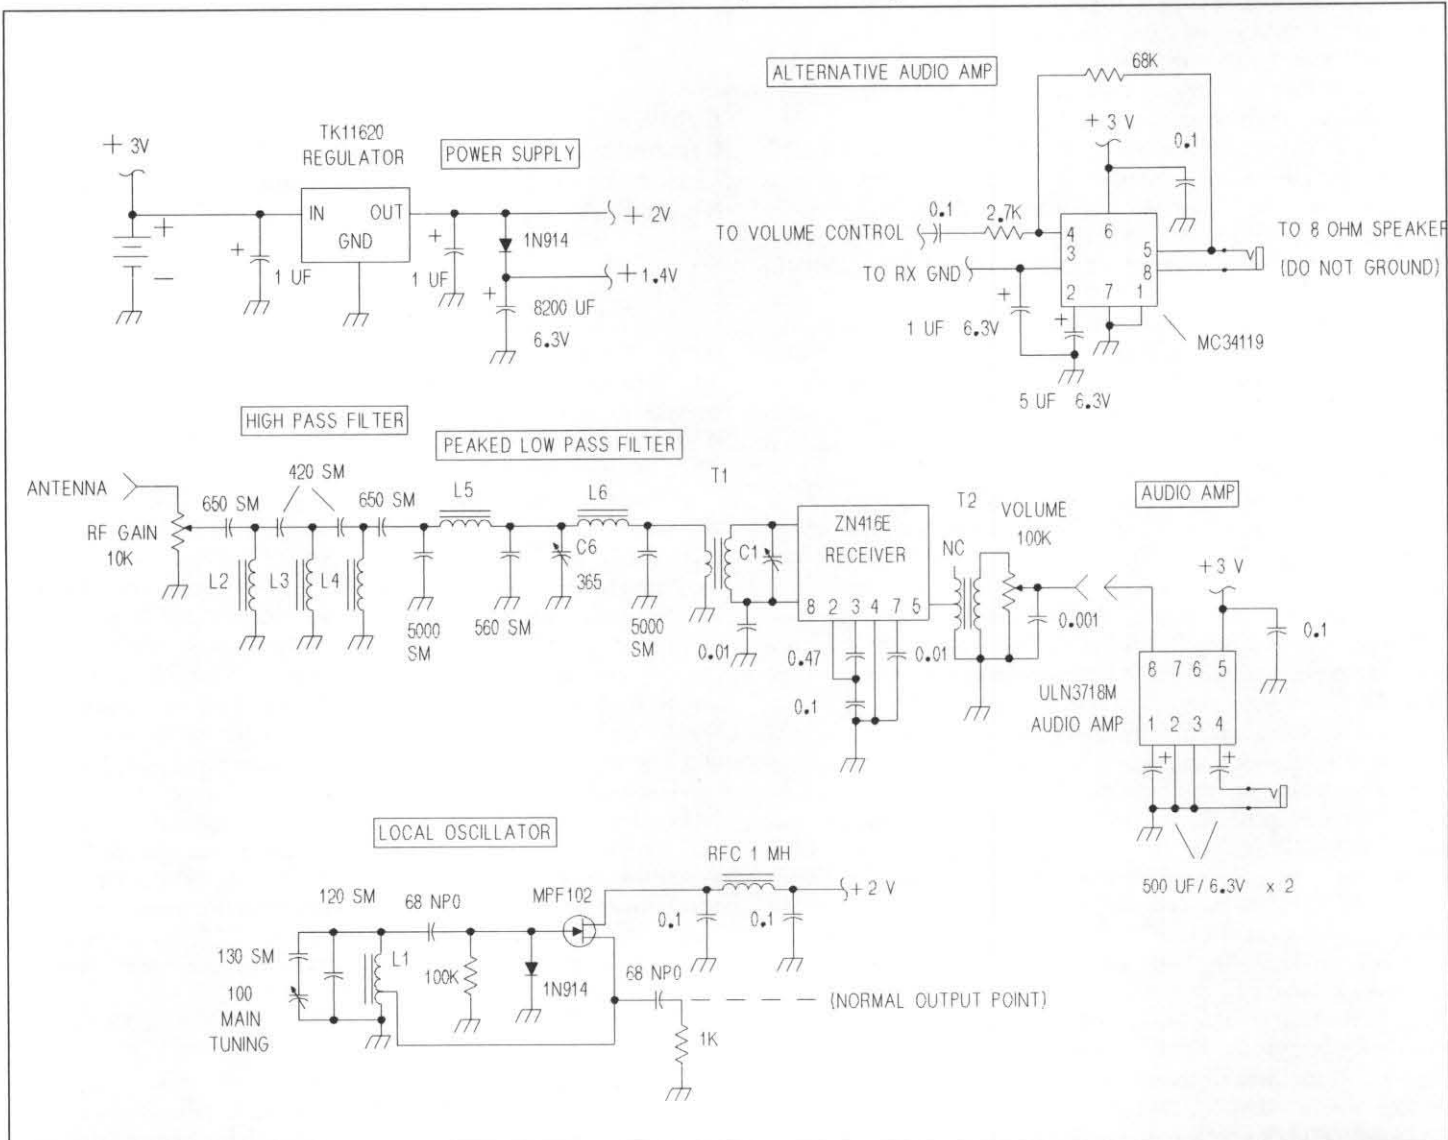 ALTERNATIVE AUDIO AMP
68K
+ 3 V
0.1
0.1
2.7K
TO VOLUME CONTROL
TO RX GND
4
3
6
5
8
2
7
1
TO 8 OHM SPEAKER
(DO NOT GROUND)
+
1 UF 6.3V
+
5 UF 6.3V
MC34119
TK11620
REGULATOR
POWER SUPPLY
+ 3V
+
−
IN
OUT
GND
+
1 UF
+
1 UF
1N914
+ 2V
+ 1.4V
+
8200 UF
6.3V
HIGH PASS FILTER
PEAKED LOW PASS FILTER
ANTENNA
RF GAIN
10K
650 SM
420 SM
650 SM
L2
L3
L4
L5
L6
5000
SM
560 SM
C6
365
5000
SM
T1
C1
0.01
ZN416E
RECEIVER
8 2 3 4 7 5
0.47
0.1
0.01
NC
T2
VOLUME
100K
0.001
AUDIO AMP
+ 3 V
0.1
ULN3718M
AUDIO AMP
8 7 6 5
1 2 3 4
+
+
500 UF/6.3V x 2
LOCAL OSCILLATOR
120 SM
130 SM
100
MAIN
TUNING
L1
68 NP0
100K
1N914
MPF102
RFC 1 MH
+ 2 V
0.1
0.1
68 NP0
1K
(NORMAL OUTPUT POINT)